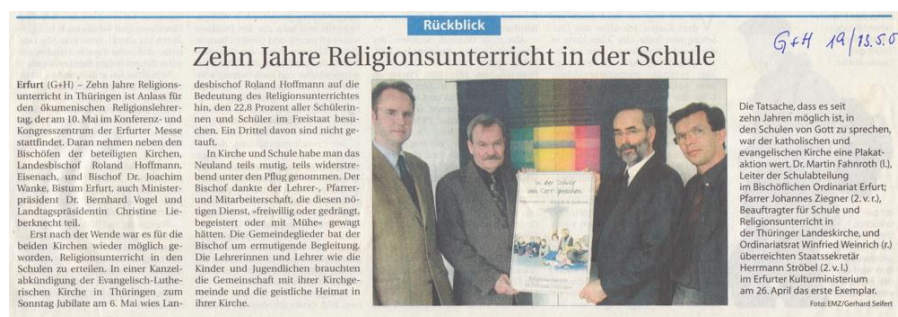 Rückblick
G+H 19/13.5.0
Zehn Jahre Religionsunterricht in der Schule
Erfurt (G+H) – Zehn Jahre Religions-
unterricht in Thüringen ist Anlass für
den ökumenischen Religionslehrer-
tag, der am 10. Mai im Konferenz- und
Kongresszentrum der Erfurter Messe
stattfindet. Daran nehmen neben den
Bischöfen der beteiligten Kirchen,
Landesbischof Roland Hoffmann,
Eisenach, und Bischof Dr. Joachim
Wanke, Bistum Erfurt, auch Minister-
präsident Dr. Bernhard Vogel und
Landtagspräsidentin Christine Lie-
berknecht teil.
Erst nach der Wende war es für die
beiden Kirchen wieder möglich ge-
worden, Religionsunterricht in den
Schulen zu erteilen. In einer Kanzel-
abkündigung der Evangelisch-Luthe-
rischen Kirche in Thüringen zum
Sonntag Jubilate am 6. Mai wies Lan-
desbischof Roland Hoffmann auf die
Bedeutung des Religionsunterrichtes
hin, den 22,8 Prozent aller Schülerin-
nen und Schüler im Freistaat besu-
chen. Ein Drittel davon sind nicht ge-
tauft.
In Kirche und Schule habe man das
Neuland teils mutig, teils widerstre-
bend unter den Pflug genommen. Der
Bischof dankte der Lehrer-, Pfarrer-
und Mitarbeiterschaft, die diesen nö-
tigen Dienst, »freiwillig oder gedrängt,
begeistert oder mit Mühe« gewagt
hätten. Die Gemeindeglieder bat der
Bischof um ermutigende Begleitung.
Die Lehrerinnen und Lehrer wie die
Kinder und Jugendlichen brauchten
die Gemeinschaft mit ihrer Kirchge-
meinde und die geistliche Heimat in
ihrer Kirche.
in der Schule
von Gott sprechen
Die Tatsache, dass es seit
zehn Jahren möglich ist, in
den Schulen von Gott zu sprechen,
war der katholischen und
evangelischen Kirche eine Plakat-
aktion wert. Dr. Martin Fahnroth (l.),
Leiter der Schulabteilung
im Bischöflichen Ordinariat Erfurt;
Pfarrer Johannes Ziegner (2. v. r.),
Beauftragter für Schule und
Religionsunterricht in
der Thüringer Landeskirche, und
Ordinariatsrat Winfried Weinrich (r.)
überreichten Staatssekretär
Herrmann Ströbel (2. v. l.)
im Erfurter Kulturministerium
am 26. April das erste Exemplar.
Foto: EMZ/Gerhard Seifert